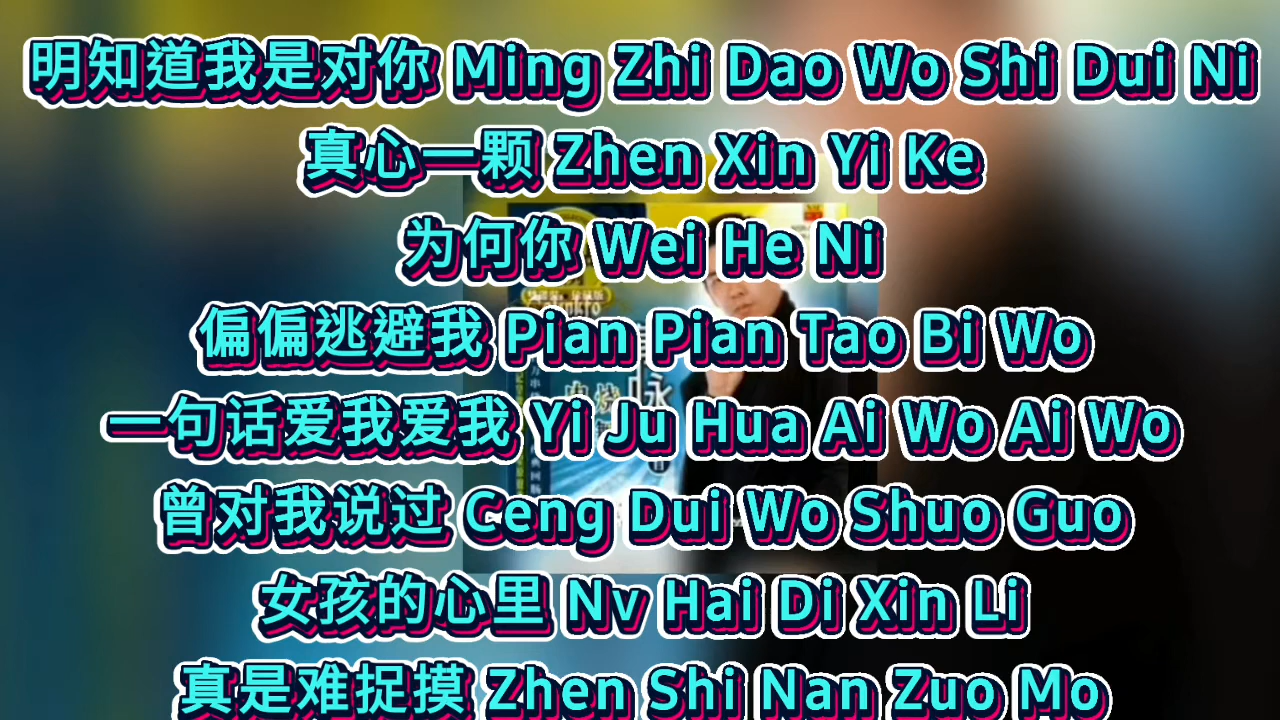 明知道我是对你 Ming Zhi Dao Wo Shi Dui Ni
真心一颗 Zhen Xin Yi Ke
为何你 Wei He Ni
偏偏逃避我 Pian Pian Tao Bi Wo
一句话爱我爱我 Yi Ju Hua Ai Wo Ai Wo
曾对我说过 Ceng Dui Wo Shuo Guo
女孩的心里 Nv Hai Di Xin Li
真是难捉摸 Zhen Shi Nan Zuo Mo